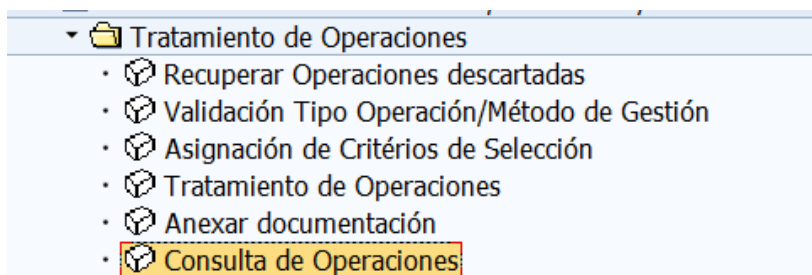 Tratamiento de Operaciones
Recuperar Operaciones descartadas
Validación Tipo Operación/Método de Gestión
Asignación de Critérios de Selección
Tratamiento de Operaciones
Anexar documentación
Consulta de Operaciones